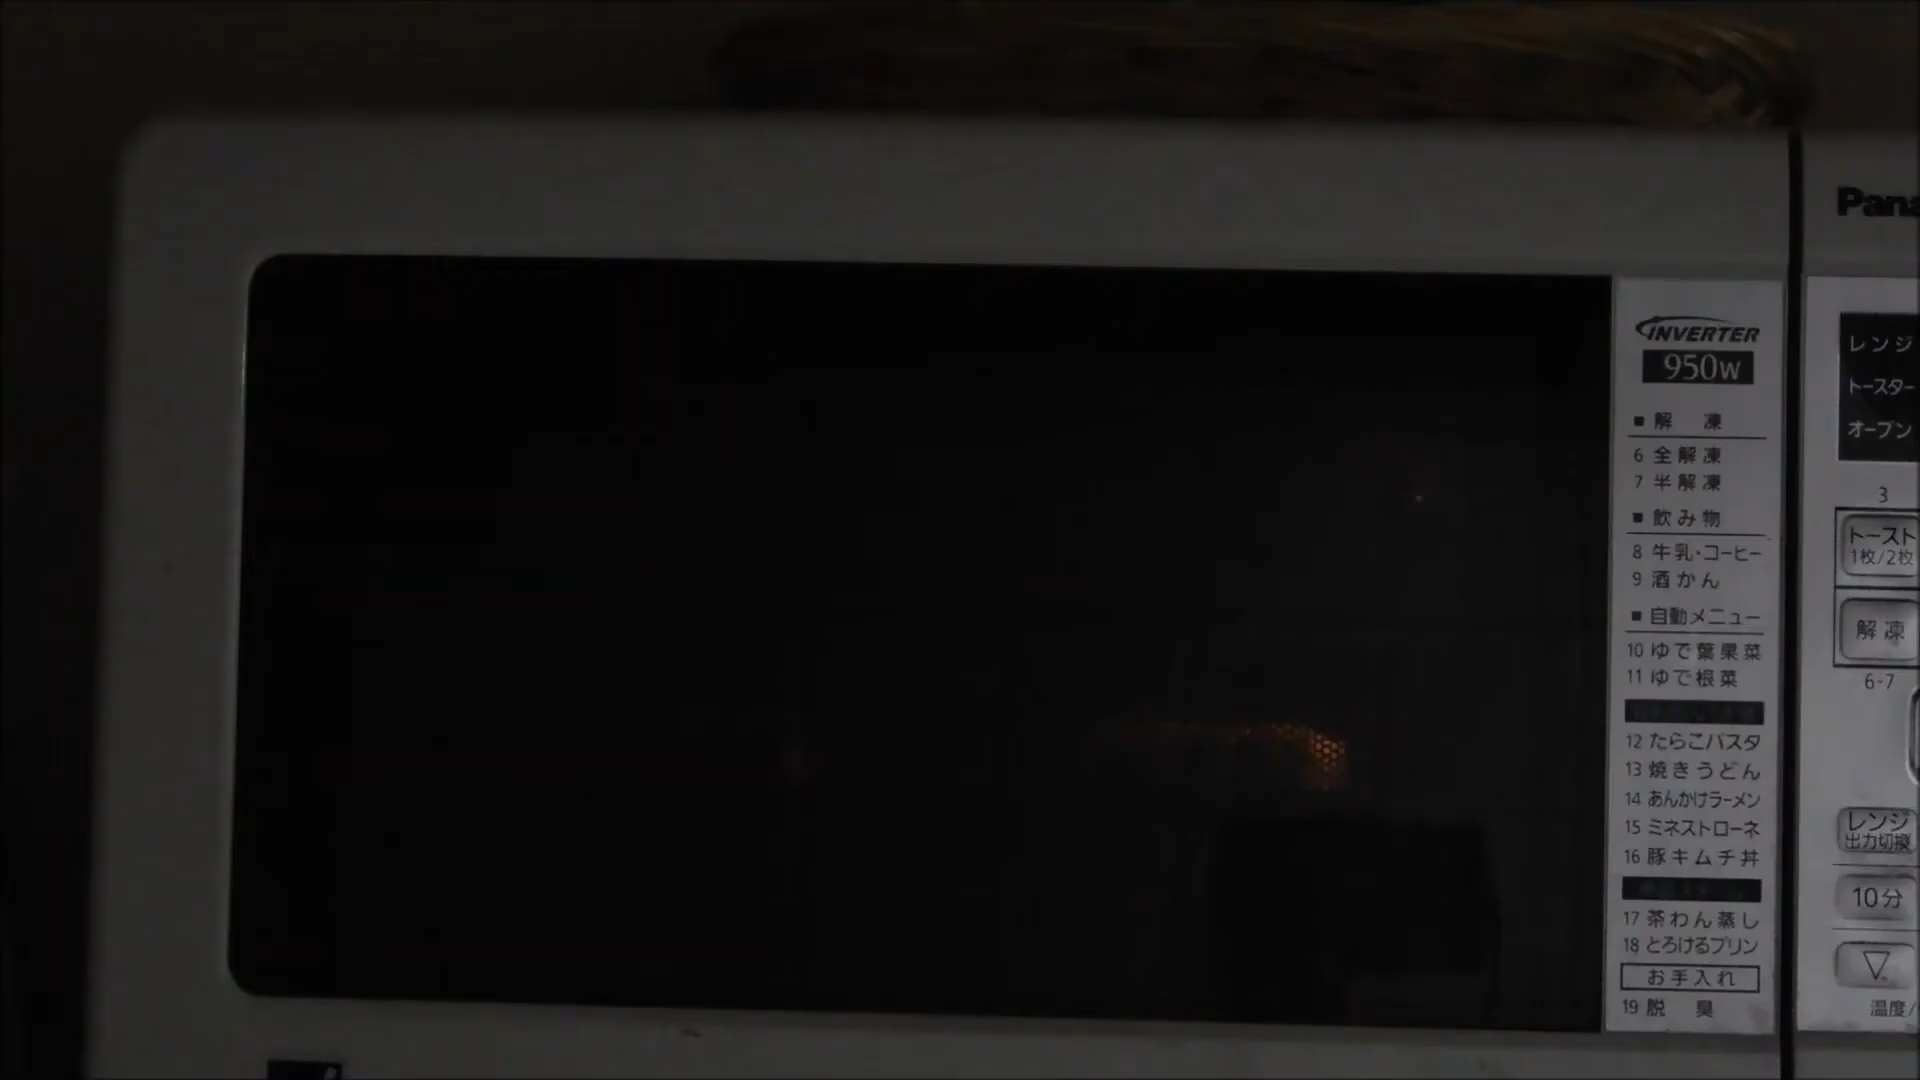 Pana
INVERTER
950W
■ 解 凍
6 全解凍
7 半解凍
■ 飲み物
8 牛乳・コーヒー
9 酒かん
■ 自動メニュー
10 ゆで葉果菜
11 ゆで根菜
12 たらこパスタ
13 焼きうどん
14 あんかけラーメン
15 ミネストローネ
16 豚キムチ丼
17 茶わん蒸し
18 とろけるプリン
お手入れ
19 脱 臭
レンジ
トースター
オーブン
3
トースト
1枚/2枚
解凍
6-7
レンジ
出力切換
10分
▽
温度/